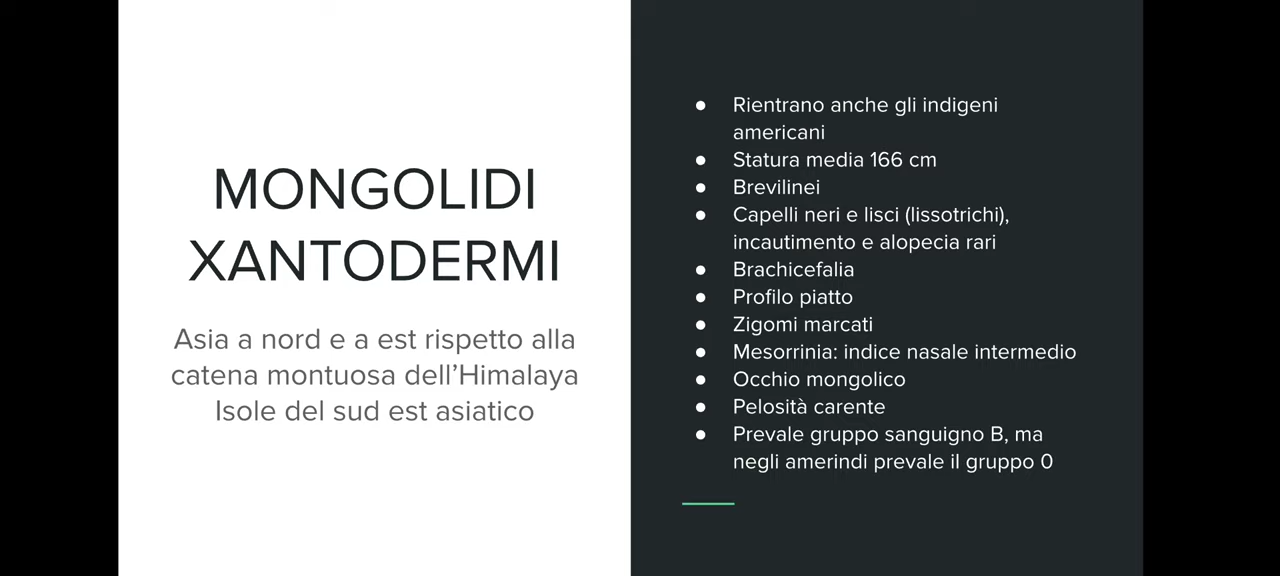 MONGOLIDI
XANTODERMI
Asia a nord e a est rispetto alla
catena montuosa dell'Himalaya
Isole del sud est asiatico
● Rientrano anche gli indigeni
americani
● Statura media 166 cm
● Brevilinei
● Capelli neri e lisci (lissotrichi),
incautimento e alopecia rari
● Brachicefalia
● Profilo piatto
● Zigomi marcati
● Mesorrinia: indice nasale intermedio
● Occhio mongolico
● Pelosità carente
● Prevale gruppo sanguigno B, ma
negli amerindi prevale il gruppo 0